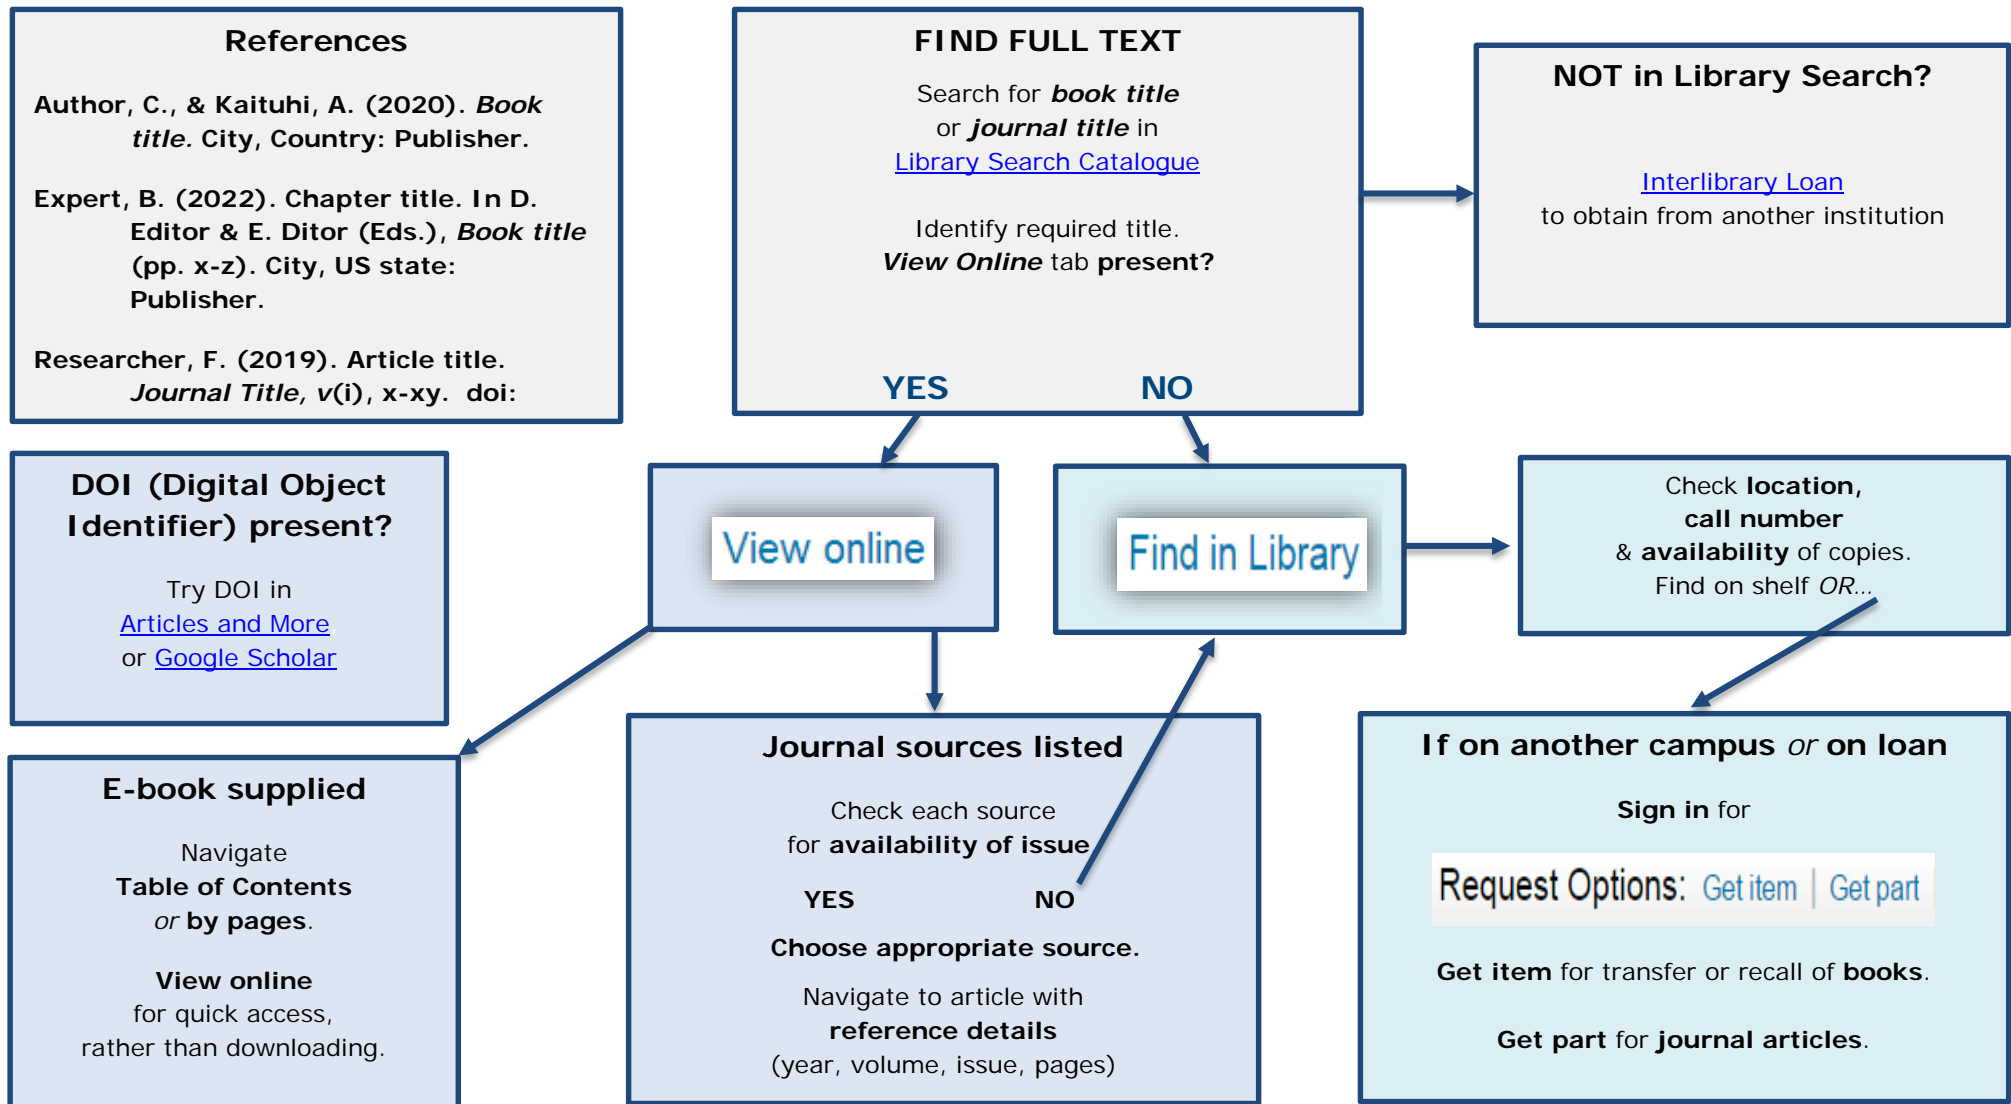 References
Author, C., & Kaituhi, A. (2020). Book
title. City, Country: Publisher.
Expert, B. (2022). Chapter title. In D.
Editor & E. Ditor (Eds.), Book title
(pp. x-z). City, US state:
Publisher.
Researcher, F. (2019). Article title.
Journal Title, v(i), x-xy. doi:
FIND FULL TEXT
Search for book title
or journal title in
Library Search Catalogue
Identify required title.
View Online tab present?
YES NO
NOT in Library Search?
Interlibrary Loan
to obtain from another institution
DOI (Digital Object
Identifier) present?
Try DOI in
Articles and More
or Google Scholar
View online
Find in Library
Check location,
call number
& availability of copies.
Find on shelf OR...
E-book supplied
Navigate
Table of Contents
or by pages.
View online
for quick access,
rather than downloading.
Journal sources listed
Check each source
for availability of issue.
YES NO
Choose appropriate source.
Navigate to article with
reference details
(year, volume, issue, pages)
If on another campus or on loan
Sign in for
Request Options: Get item | Get part
Get item for transfer or recall of books.
Get part for journal articles.